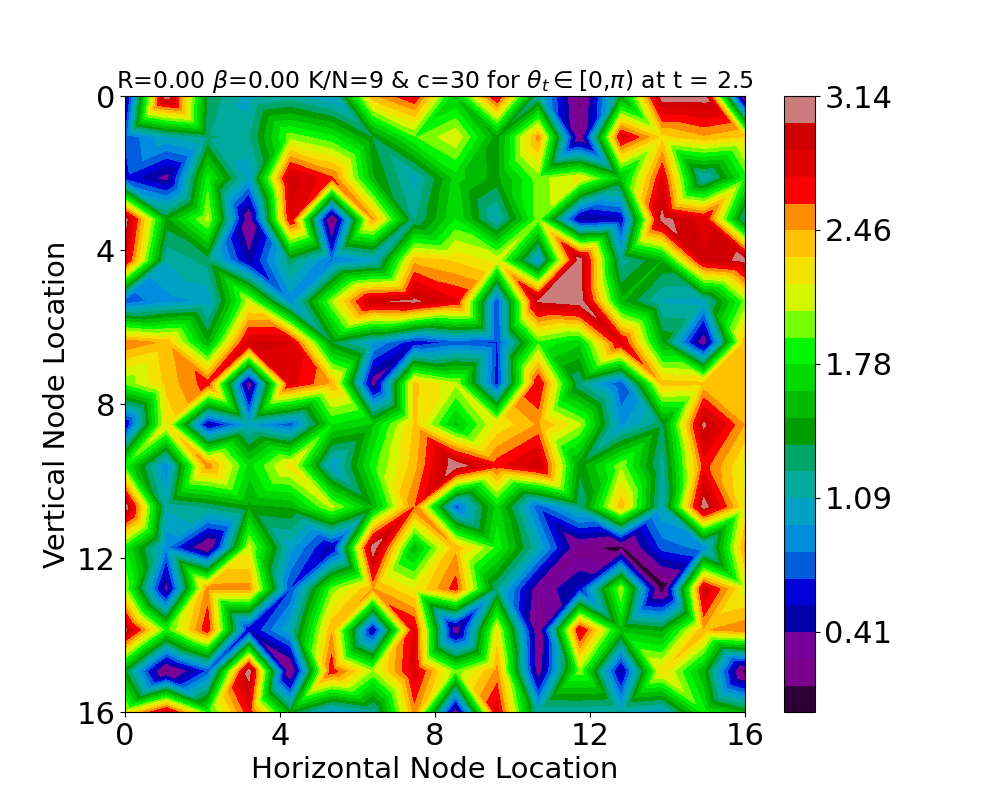 R=0.00 β=0.00 K/N=9 & c=30 for θₜ ∈ [0,π) at t = 2.5
0
4
8
12
16
Vertical Node Location
0 4 8 12 16
Horizontal Node Location
3.14
2.46
1.78
1.09
0.41